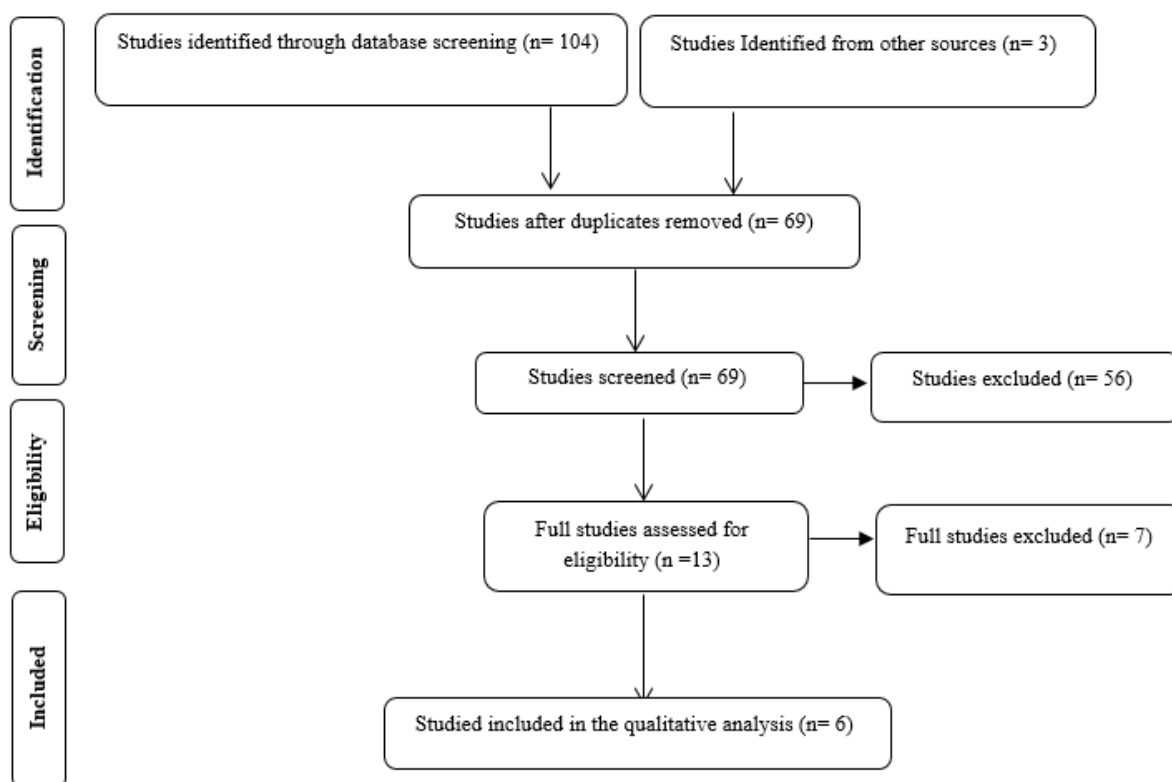 Identification
Studies identified through database screening (n= 104)
Studies Identified from other sources (n= 3)
Studies after duplicates removed (n= 69)
Screening
Studies screened (n= 69)
Studies excluded (n= 56)
Eligibility
Full studies assessed for
eligibility (n =13)
Full studies excluded (n= 7)
Included
Studied included in the qualitative analysis (n= 6)